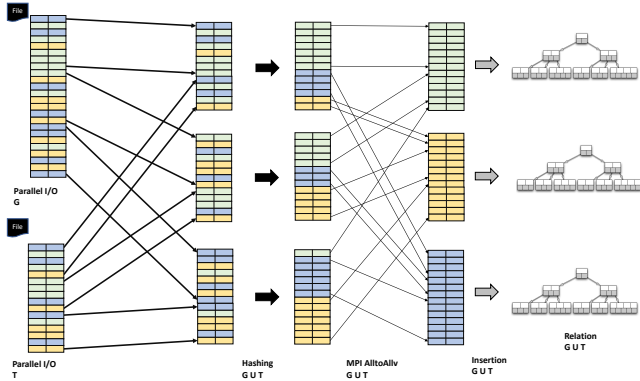 File
Parallel I/O
G
File
Parallel I/O
T
Hashing
G U T
MPI AlltoAllv
G U T
Insertion
G U T
Relation
G U T